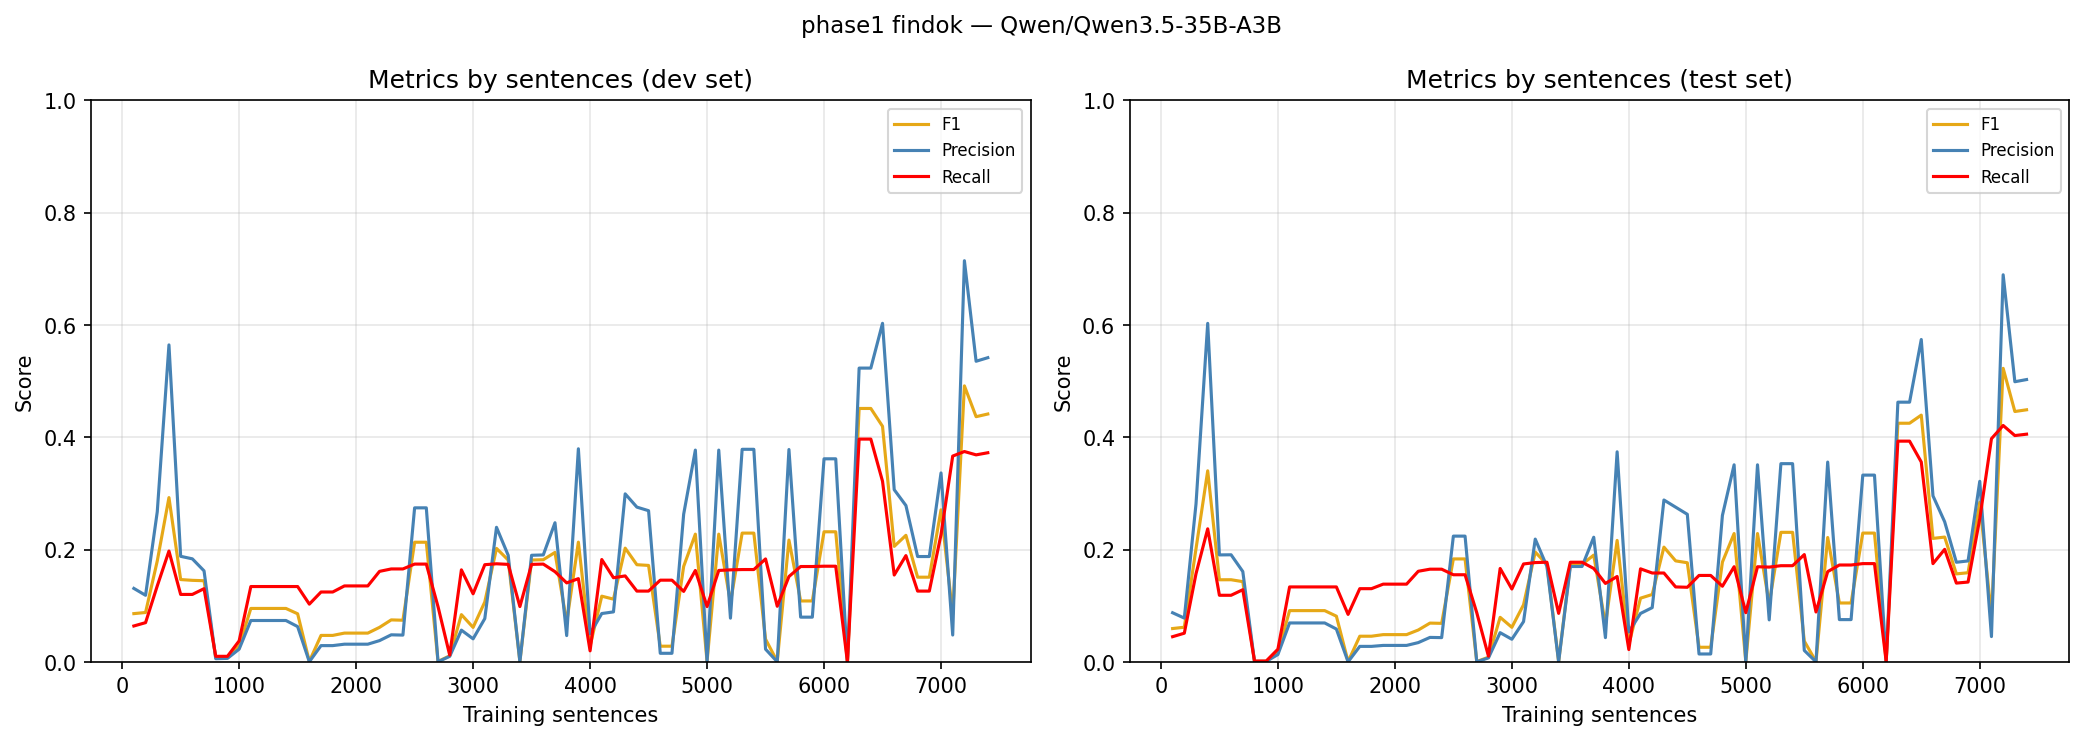 phase1 findok — Qwen/Qwen3.5-35B-A3B
Metrics by sentences (dev set)
1.0
0.8
0.6
0.4
0.2
0.0
Score
F1
Precision
Recall
0 1000 2000 3000 4000 5000 6000 7000
Training sentences
Metrics by sentences (test set)
1.0
0.8
0.6
0.4
0.2
0.0
Score
F1
Precision
Recall
0 1000 2000 3000 4000 5000 6000 7000
Training sentences